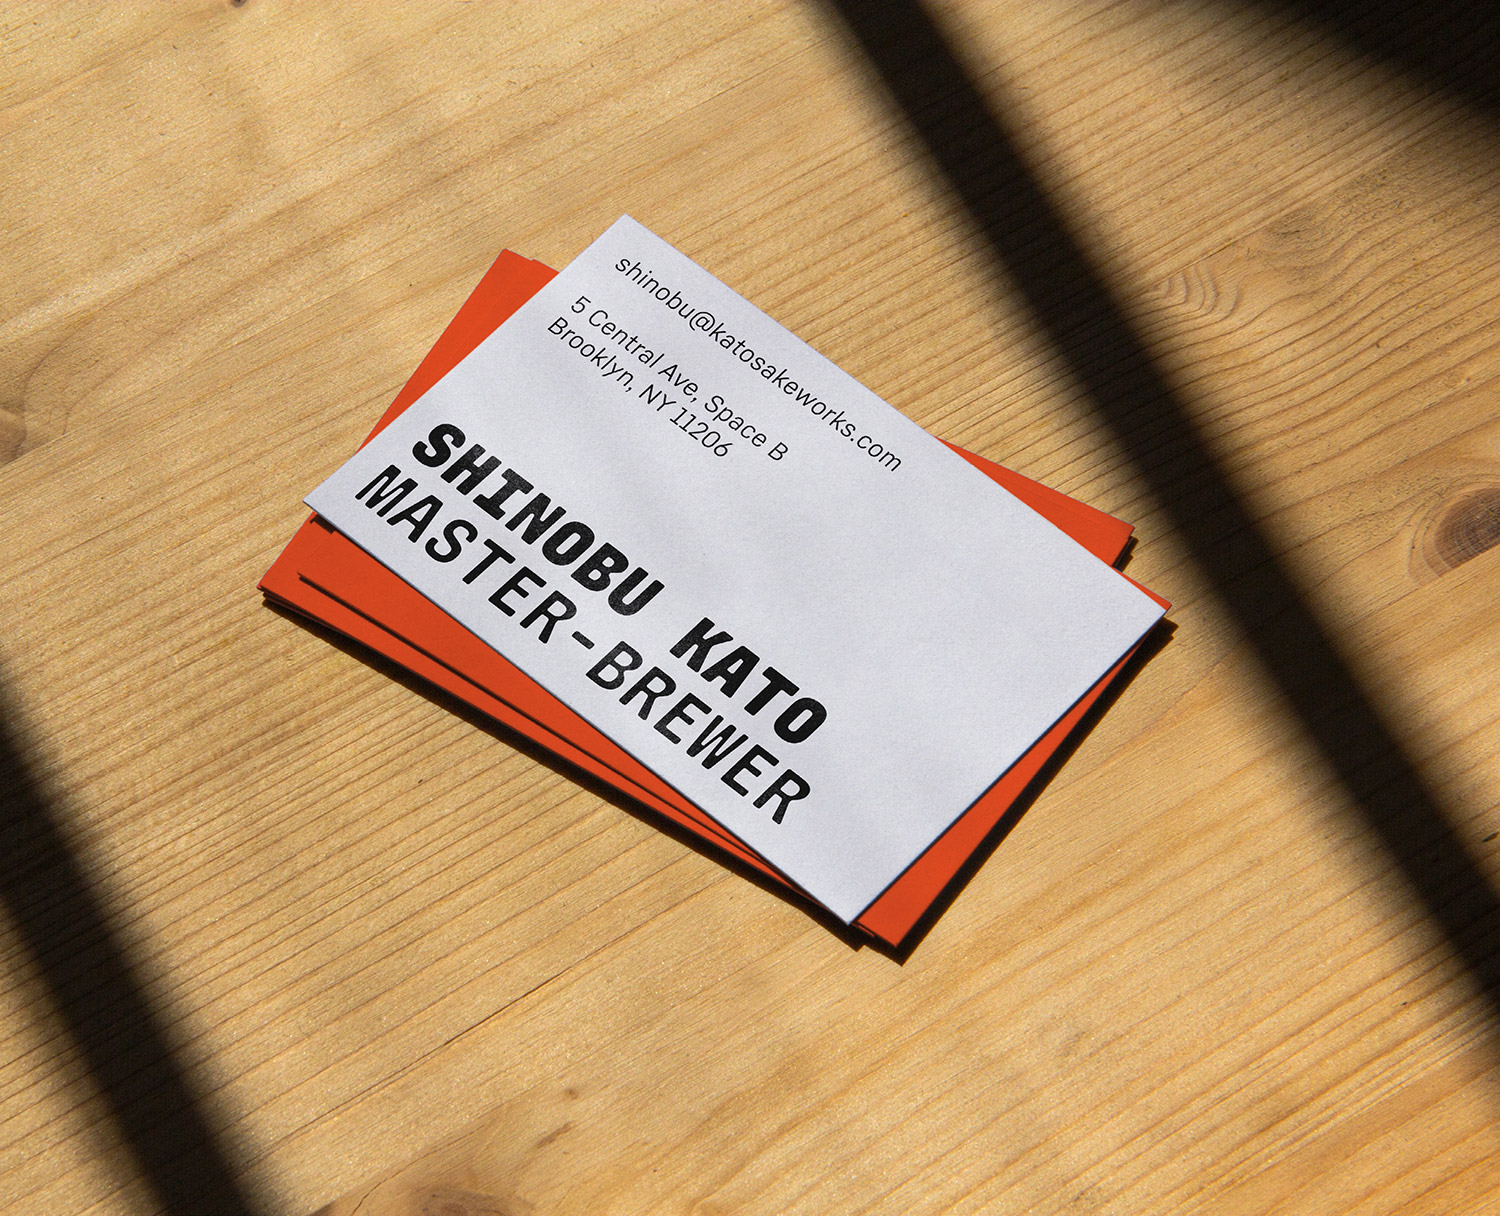 shinobu@katosakeworks.com
5 Central Ave, Space B
Brooklyn, NY 11206
SHINOBU KATO
MASTER-BREWER